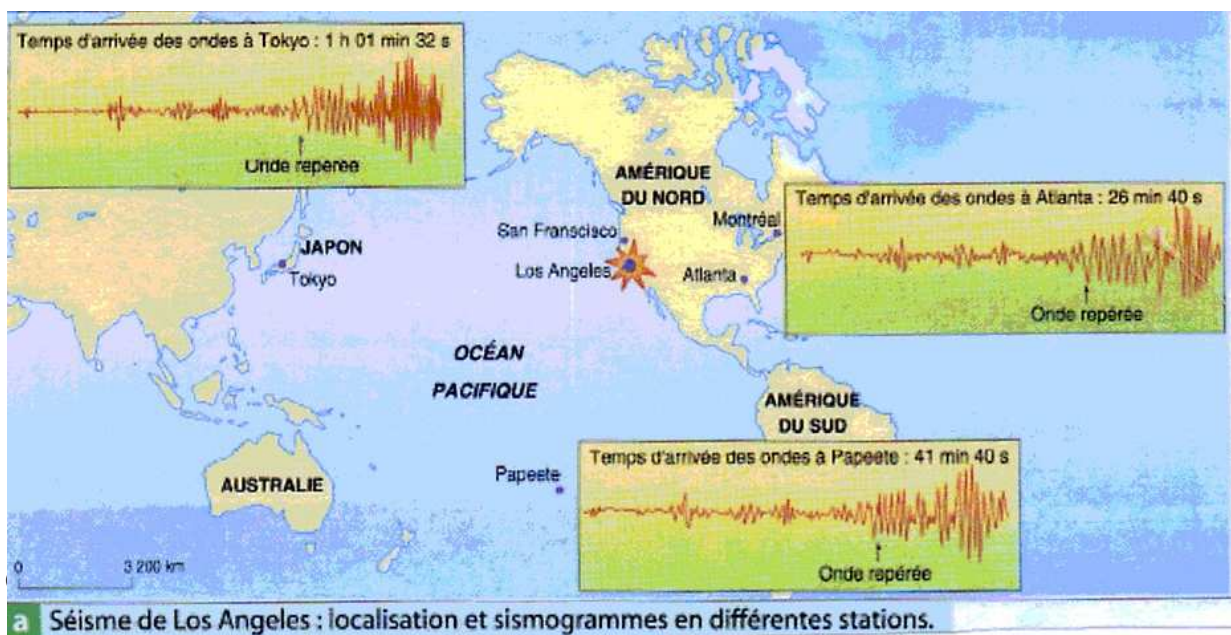 Temps d'arrivée des ondes à Tokyo : 1 h 01 min 32 s
Onde repérée
AMÉRIQUE
DU NORD
Temps d'arrivée des ondes à Atlanta : 26 min 40 s
Montréal
San Franscisco
JAPON
Tokyo
Los Angeles
Atlanta
Onde repérée
OCÉAN
PACIFIQUE
AMÉRIQUE
DU SUD
Temps d'arrivée des ondes à Papeete : 41 min 40 s
Papeete
AUSTRALIE
Onde repérée
0 3 200 km
a Séisme de Los Angeles : localisation et sismogrammes en différentes stations.